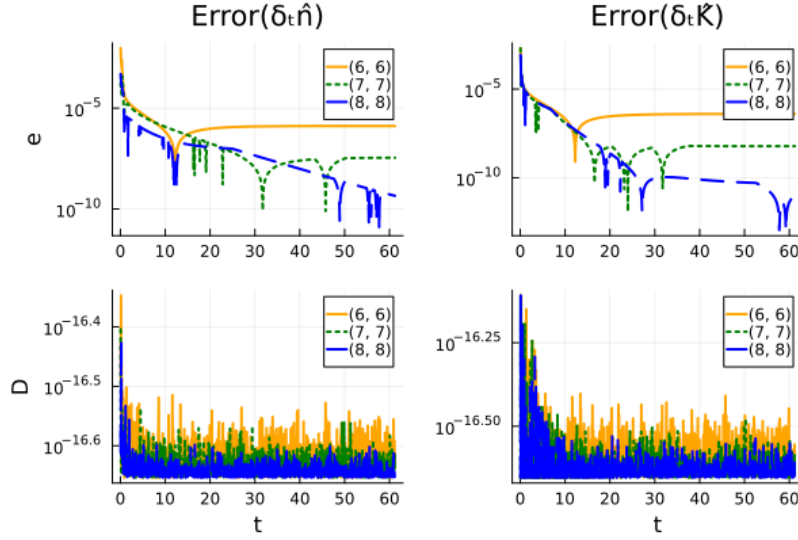 Error(δₜn̂) Error(δₜK̂)
e
10⁻⁵
10⁻¹⁰
(6, 6)
(7, 7)
(8, 8)
0 10 20 30 40 50 60
10⁻⁵
10⁻¹⁰
(6, 6)
(7, 7)
(8, 8)
0 10 20 30 40 50 60
D
10⁻¹⁶·⁴
10⁻¹⁶·⁵
10⁻¹⁶·⁶
(6, 6)
(7, 7)
(8, 8)
0 10 20 30 40 50 60
t
10⁻¹⁶·²⁵
10⁻¹⁶·⁵⁰
(6, 6)
(7, 7)
(8, 8)
0 10 20 30 40 50 60
t